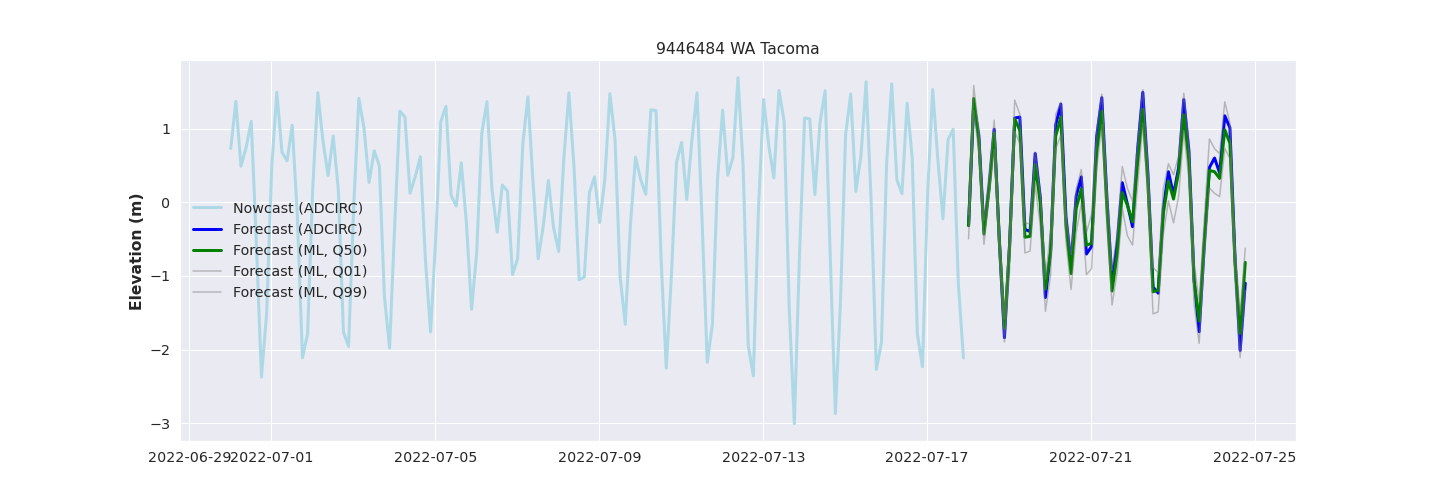 9446484 WA Tacoma
Elevation (m)
1
0
−1
−2
−3
Nowcast (ADCIRC)
Forecast (ADCIRC)
Forecast (ML, Q50)
Forecast (ML, Q01)
Forecast (ML, Q99)
2022-06-29 2022-07-01 2022-07-05 2022-07-09 2022-07-13 2022-07-17 2022-07-21 2022-07-25